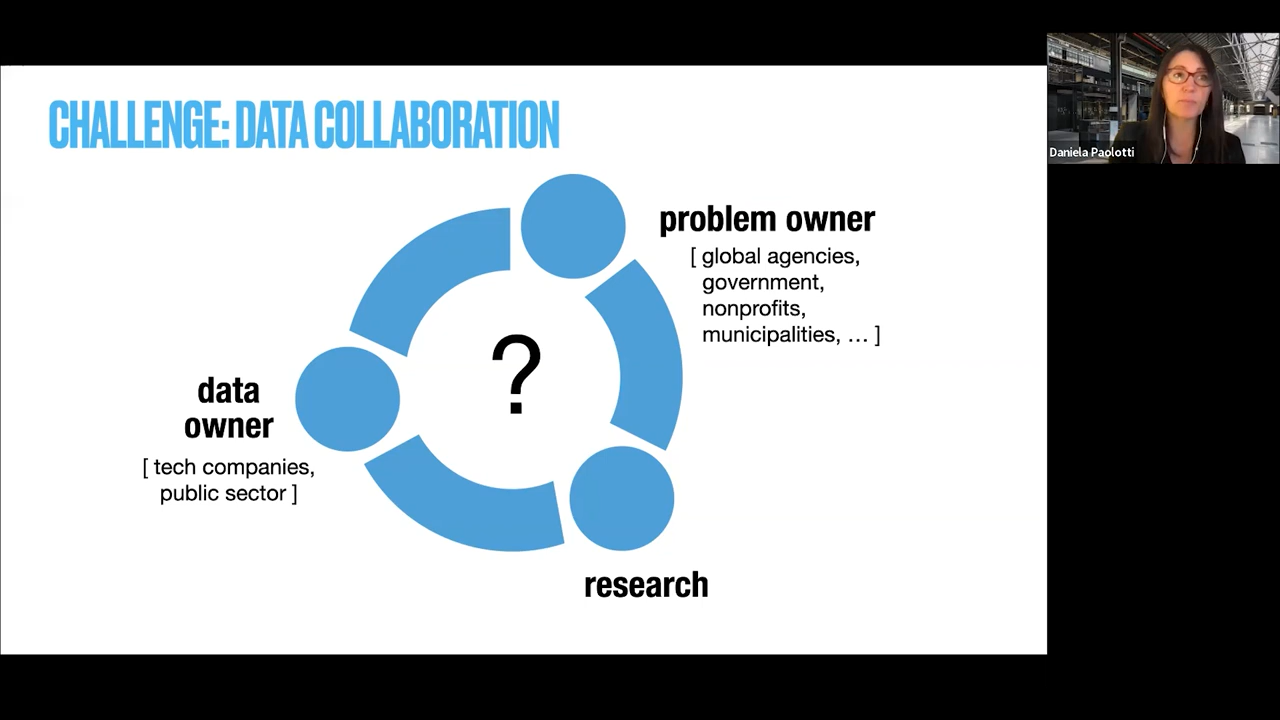 CHALLENGE: DATA COLLABORATION
problem owner
[ global agencies,
government,
nonprofits,
municipalities, … ]
?
data
owner
[ tech companies,
public sector ]
research
Daniela Paolotti